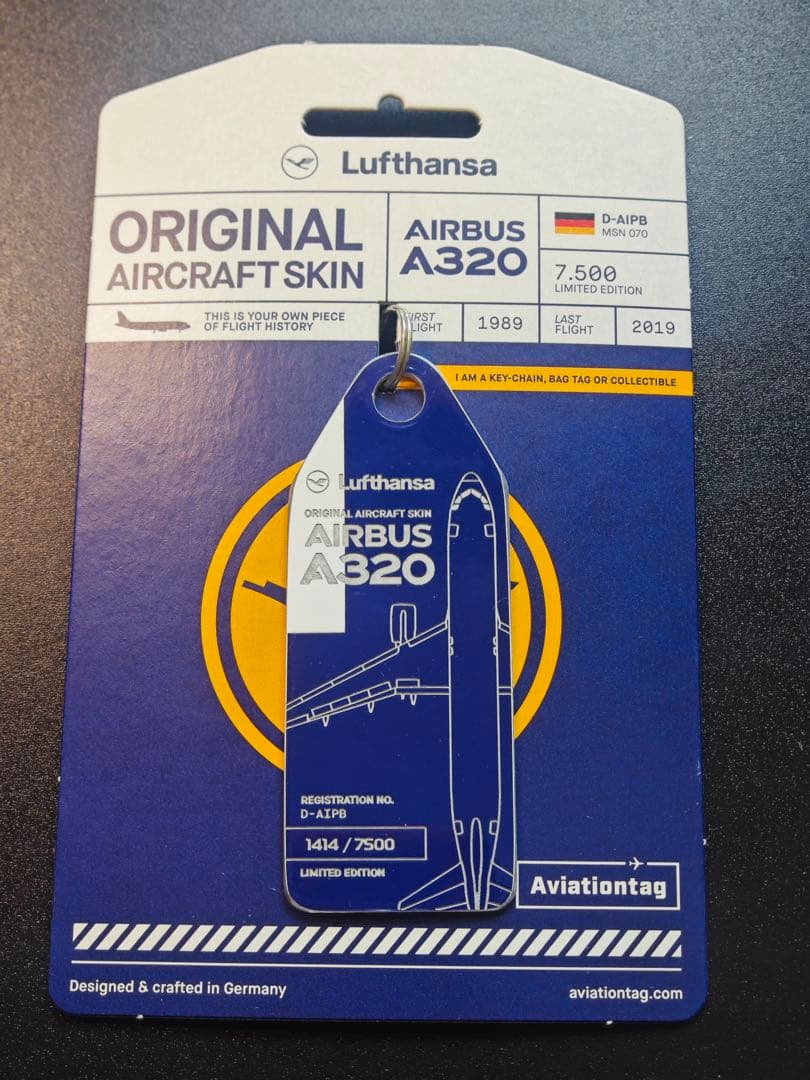 Lufthansa
ORIGINAL
AIRCRAFT SKIN
AIRBUS
A320
D-AIPB
MSN 070
7.500
LIMITED EDITION
THIS IS YOUR OWN PIECE
OF FLIGHT HISTORY
FIRST
FLIGHT
1989
LAST
FLIGHT
2019
I AM A KEY-CHAIN, BAG TAG OR COLLECTIBLE
Lufthansa
ORIGINAL AIRCRAFT SKIN
AIRBUS
A320
REGISTRATION NO.
D-AIPB
1414 / 7500
LIMITED EDITION
Aviationtag
Designed & crafted in Germany
aviationtag.com